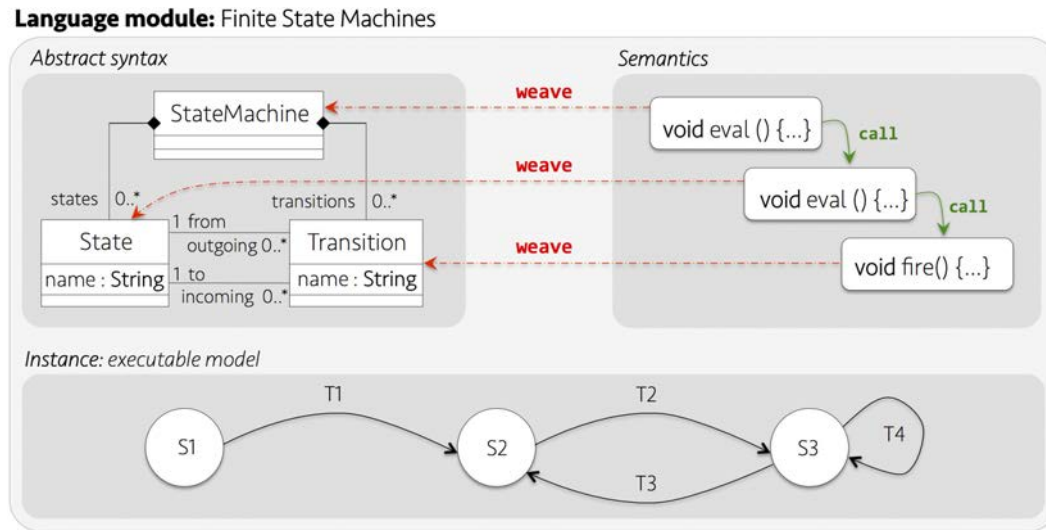 Language module: Finite State Machines
Abstract syntax
Semantics
StateMachine
weave
void eval () {...}
call
weave
void eval () {...}
call
states 0..*
transitions 0..*
State
1 from
outgoing 0..*
Transition
weave
void fire() {...}
name : String
1 to
incoming 0..*
name : String
Instance: executable model
T1
T2
S1
S2
S3
T4
T3